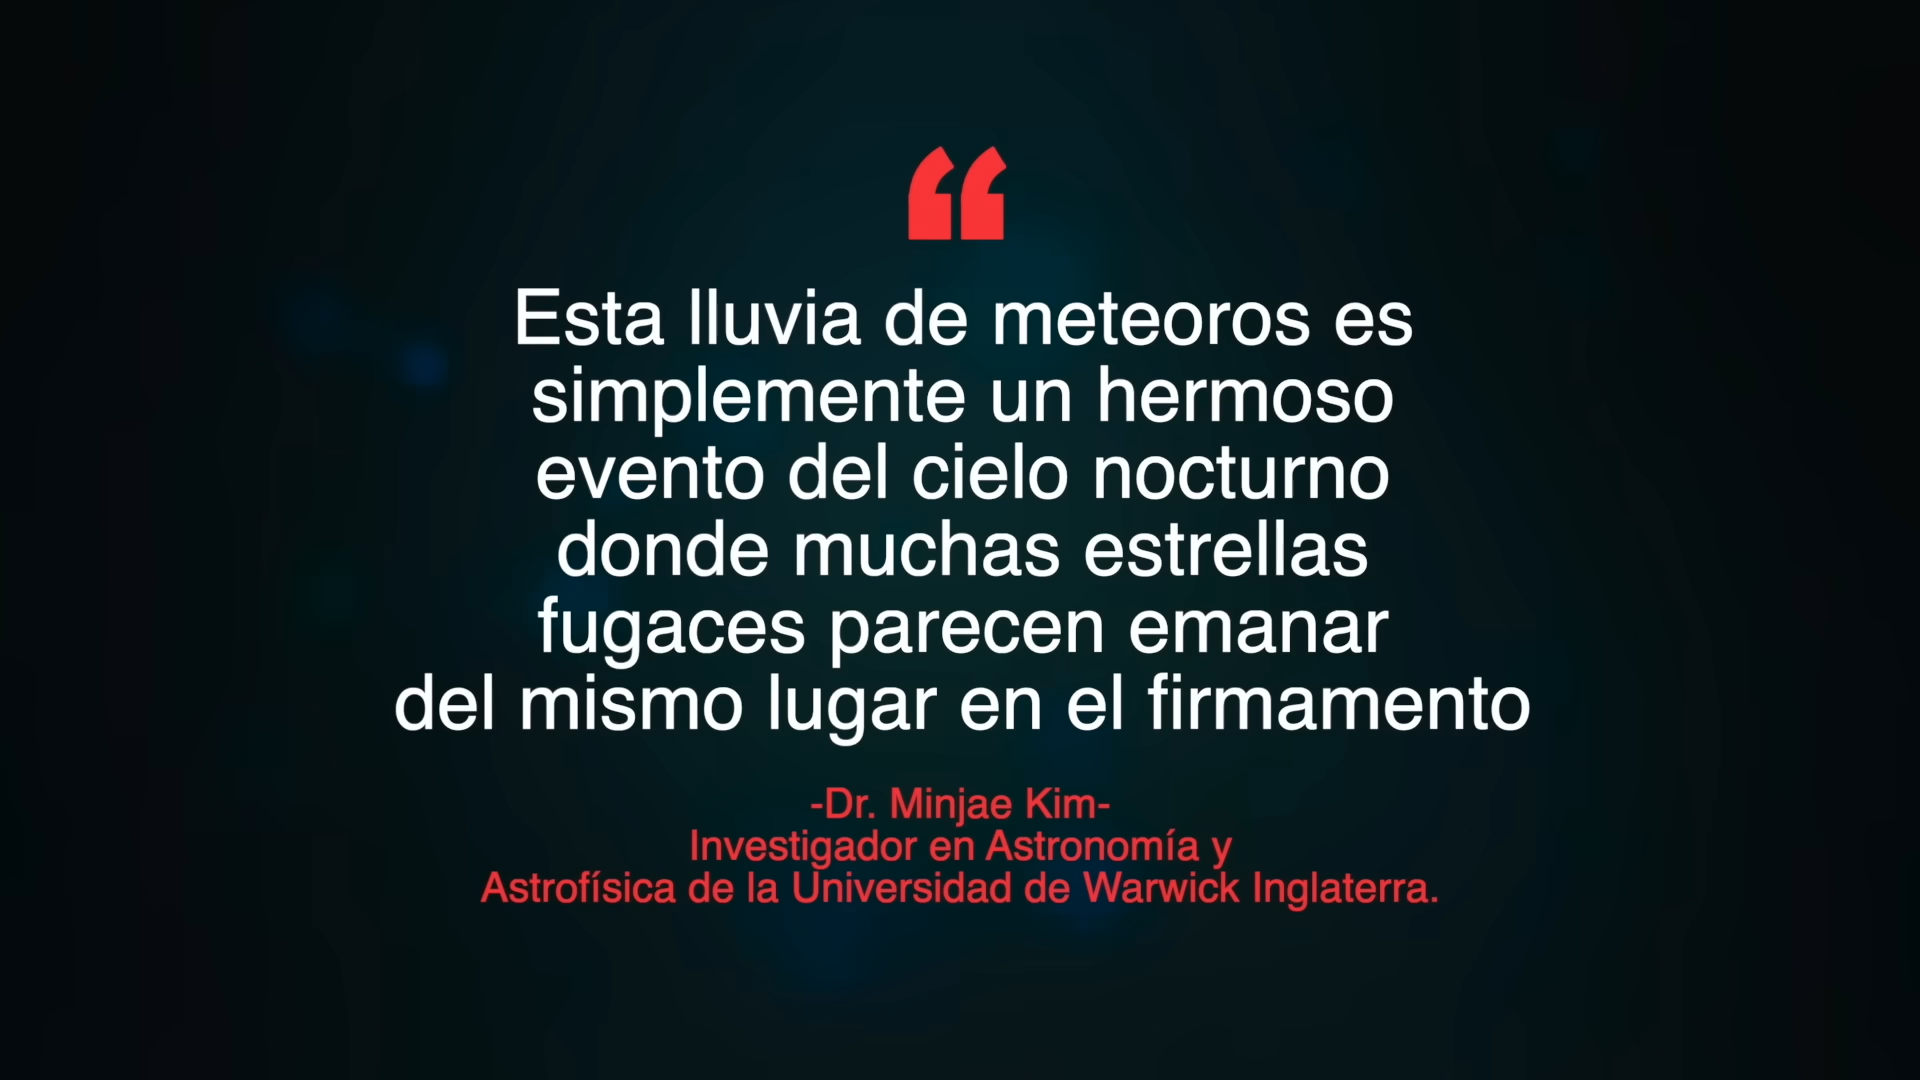 “
Esta lluvia de meteoros es
simplemente un hermoso
evento del cielo nocturno
donde muchas estrellas
fugaces parecen emanar
del mismo lugar en el firmamento
-Dr. Minjae Kim-
Investigador en Astronomía y
Astrofísica de la Universidad de Warwick Inglaterra.